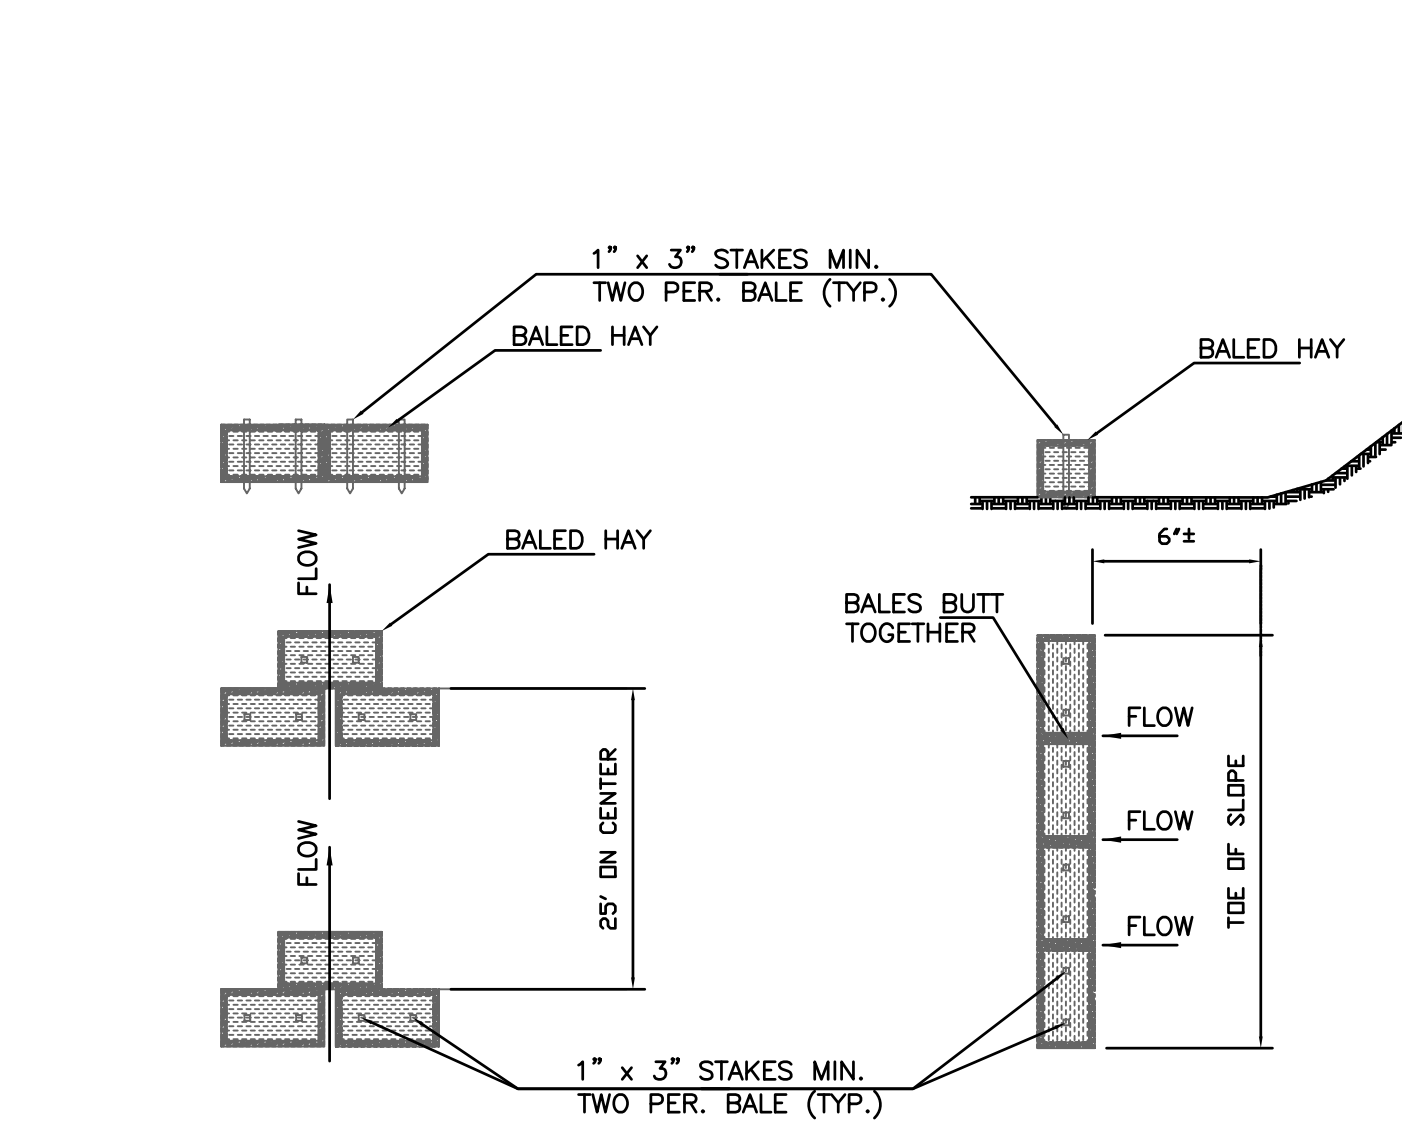 1" x 3" STAKES MIN.
TWO PER. BALE (TYP.)
BALED HAY
BALED HAY
FLOW
BALED HAY
6"±
BALES BUTT
TOGETHER
FLOW
25' ON CENTER
TOE OF SLOPE
FLOW
FLOW
FLOW
1" x 3" STAKES MIN.
TWO PER. BALE (TYP.)